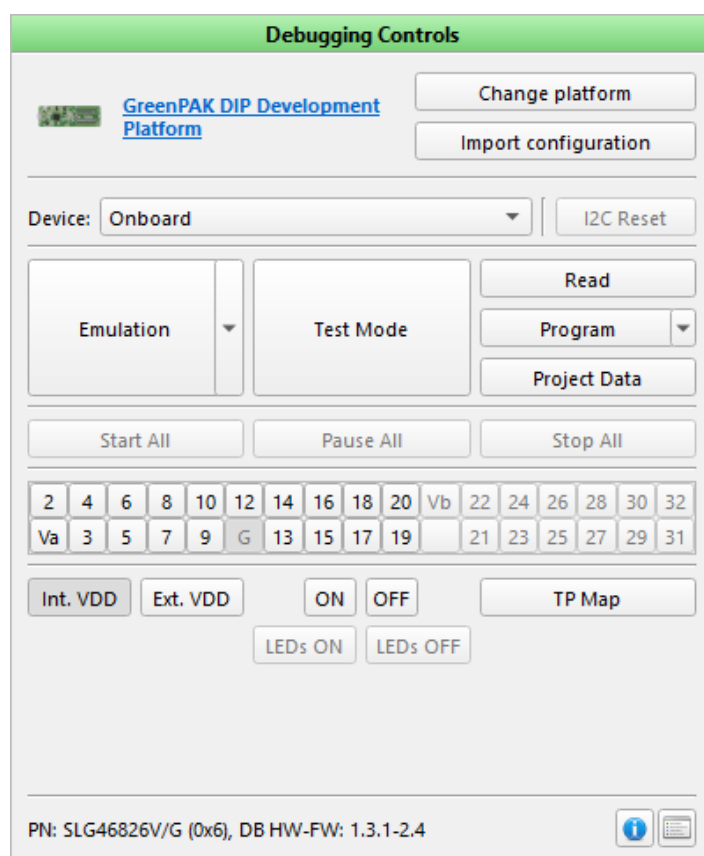 Debugging Controls
GreenPAK DIP Development
Platform
Change platform
Import configuration
Device: Onboard I2C Reset
Emulation
Test Mode
Read
Program
Project Data
Start All Pause All Stop All
2 4 6 8 10 12 14 16 18 20 Vb 22 24 26 28 30 32
Va 3 5 7 9 G 13 15 17 19 21 23 25 27 29 31
Int. VDD Ext. VDD ON OFF TP Map
LEDs ON LEDs OFF
PN: SLG46826V/G (0x6), DB HW-FW: 1.3.1-2.4